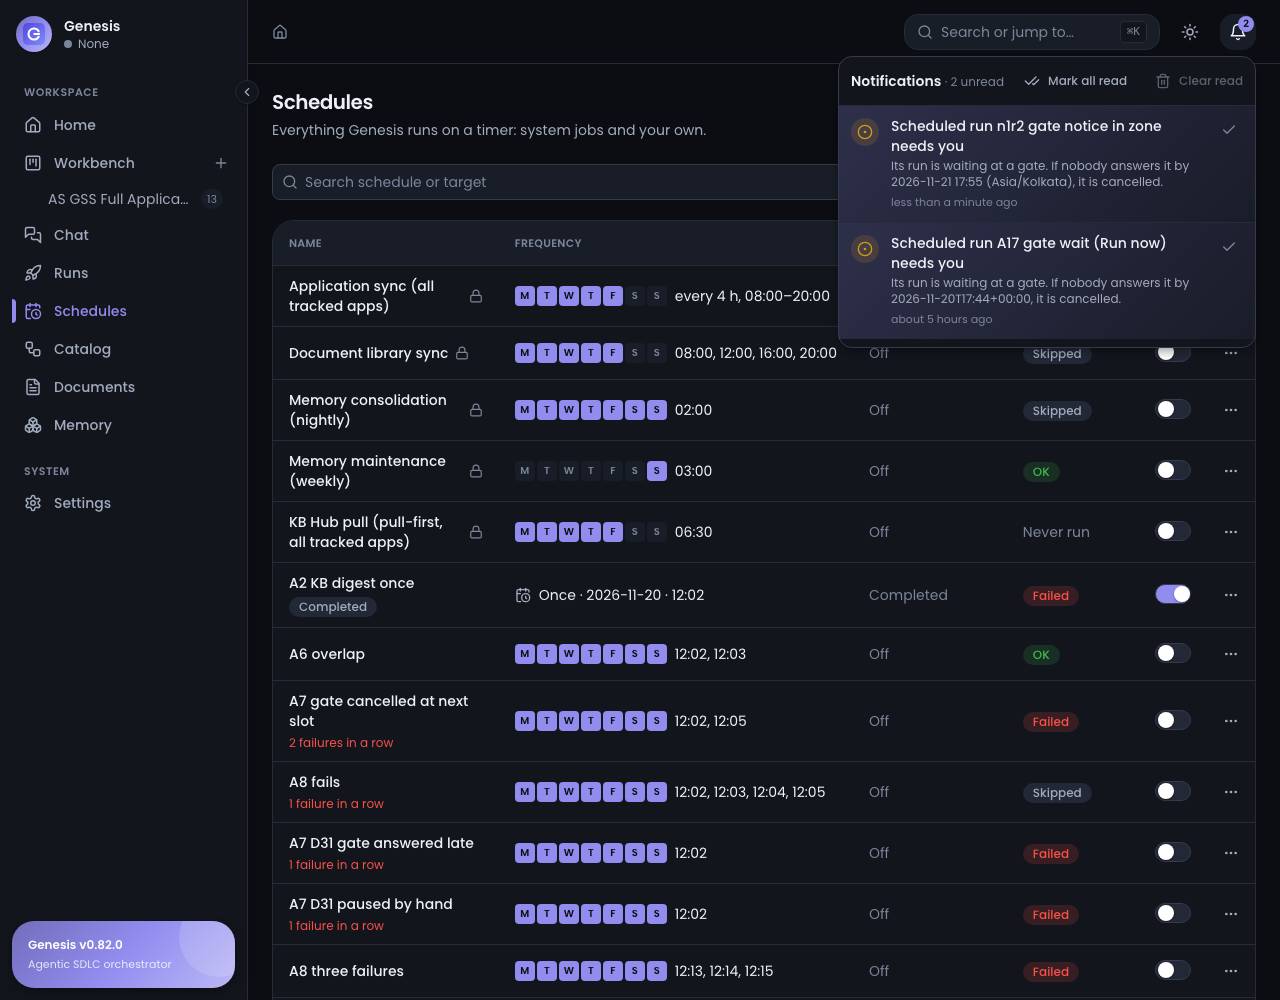 Genesis
None
WORKSPACE
Home
Workbench
AS GSS Full Applica... 13
Chat
Runs
Schedules
Catalog
Documents
Memory
SYSTEM
Settings
Genesis v0.82.0
Agentic SDLC orchestrator
Search or jump to... ⌘K
2
Schedules
Everything Genesis runs on a timer: system jobs and your own.
Search schedule or target
Notifications · 2 unread Mark all read Clear read
Scheduled run n1r2 gate notice in zone
needs you
Its run is waiting at a gate. If nobody answers it by
2026-11-21 17:55 (Asia/Kolkata), it is cancelled.
less than a minute ago
Scheduled run A17 gate wait (Run now)
needs you
Its run is waiting at a gate. If nobody answers it by
2026-11-20T17:44+00:00, it is cancelled.
about 5 hours ago
NAME FREQUENCY
Application sync (all
tracked apps)
M T W T F S S every 4 h, 08:00–20:00
Document library sync M T W T F S S 08:00, 12:00, 16:00, 20:00 Off Skipped
Memory consolidation
(nightly)
M T W T F S S 02:00 Off Skipped
Memory maintenance
(weekly)
M T W T F S S 03:00 Off OK
KB Hub pull (pull-first,
all tracked apps)
M T W T F S S 06:30 Off Never run
A2 KB digest once
Completed
Once · 2026-11-20 · 12:02 Completed Failed
A6 overlap M T W T F S S 12:02, 12:03 Off OK
A7 gate cancelled at next
slot
2 failures in a row
M T W T F S S 12:02, 12:05 Off Failed
A8 fails
1 failure in a row
M T W T F S S 12:02, 12:03, 12:04, 12:05 Off Skipped
A7 D31 gate answered late
1 failure in a row
M T W T F S S 12:02 Off Failed
A7 D31 paused by hand
1 failure in a row
M T W T F S S 12:02 Off Failed
A8 three failures M T W T F S S 12:13, 12:14, 12:15 Off Failed